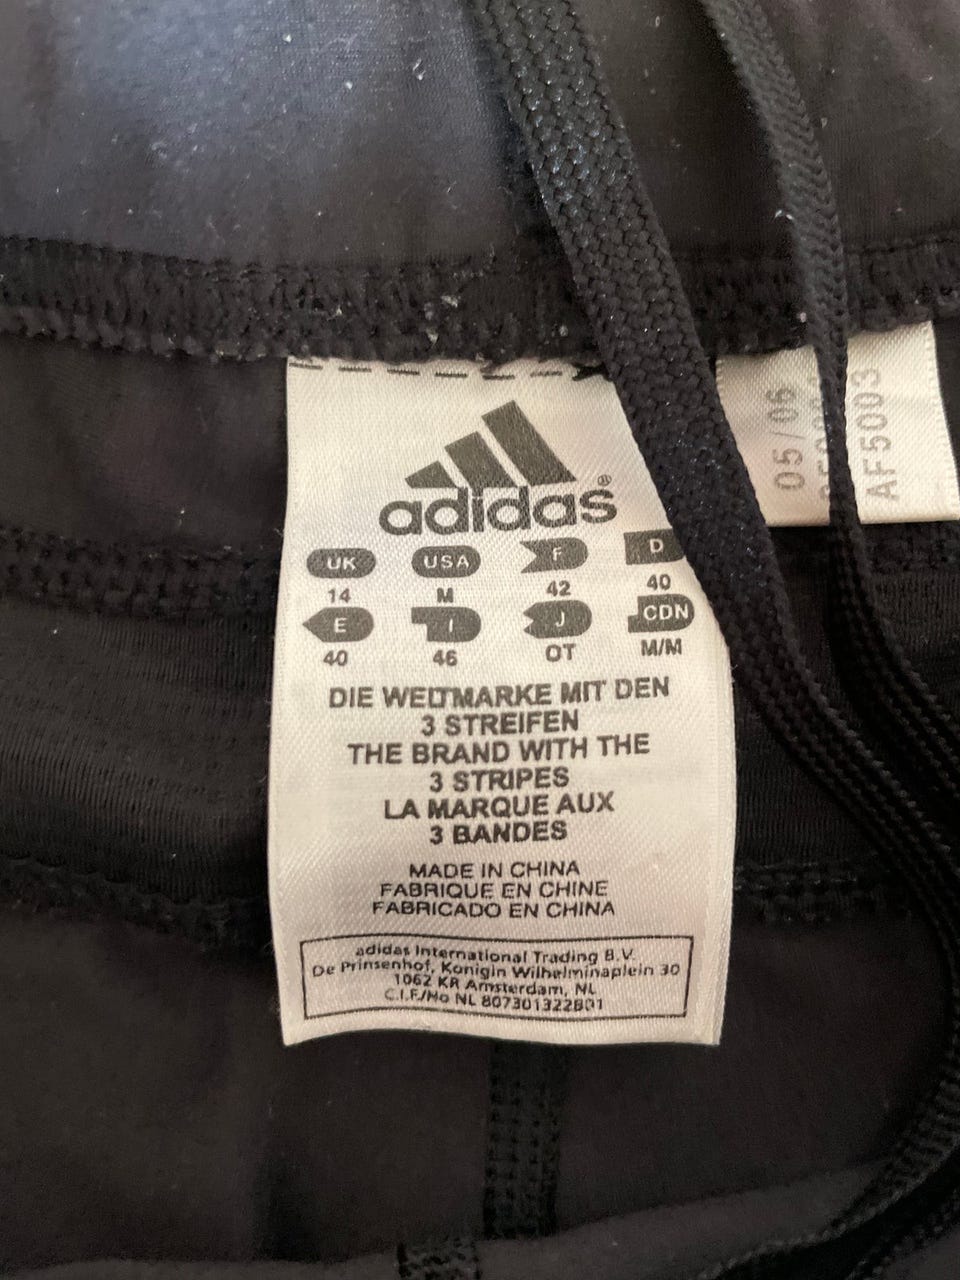 adidas®
UK USA F D
14 M 42 40
E I J CDN
40 46 OT M/M
DIE WELTMARKE MIT DEN
3 STREIFEN
THE BRAND WITH THE
3 STRIPES
LA MARQUE AUX
3 BANDES
MADE IN CHINA
FABRIQUE EN CHINE
FABRICADO EN CHINA
adidas International Trading B.V.
De Prinsenhof, Konigin Wilhelminaplein 30
1062 KR Amsterdam, NL
C.I.F./No NL 807301322B01
05/06
AF5003